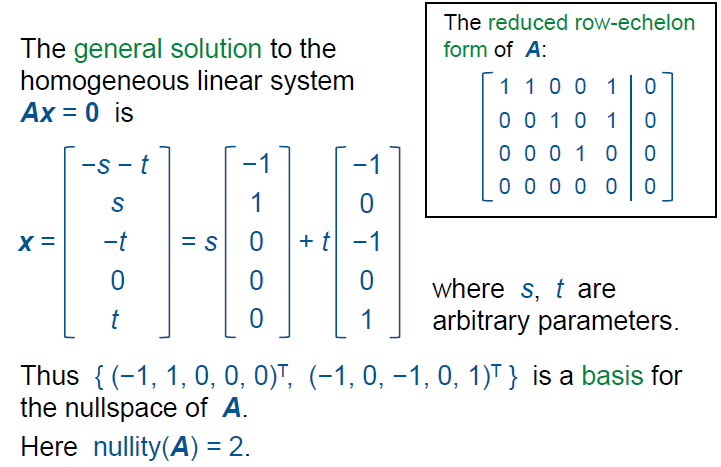 The general solution to the
homogeneous linear system
Ax = 0 is
x = [ −s − t ; s ; −t ; 0 ; t ] = s [ −1 ; 1 ; 0 ; 0 ; 0 ] + t [ −1 ; 0 ; −1 ; 0 ; 1 ]
The reduced row-echelon
form of A:
1 1 0 0 1 | 0
0 0 1 0 1 | 0
0 0 0 1 0 | 0
0 0 0 0 0 | 0
where s, t are
arbitrary parameters.
Thus { (−1, 1, 0, 0, 0)ᵀ, (−1, 0, −1, 0, 1)ᵀ } is a basis for
the nullspace of A.
Here nullity(A) = 2.